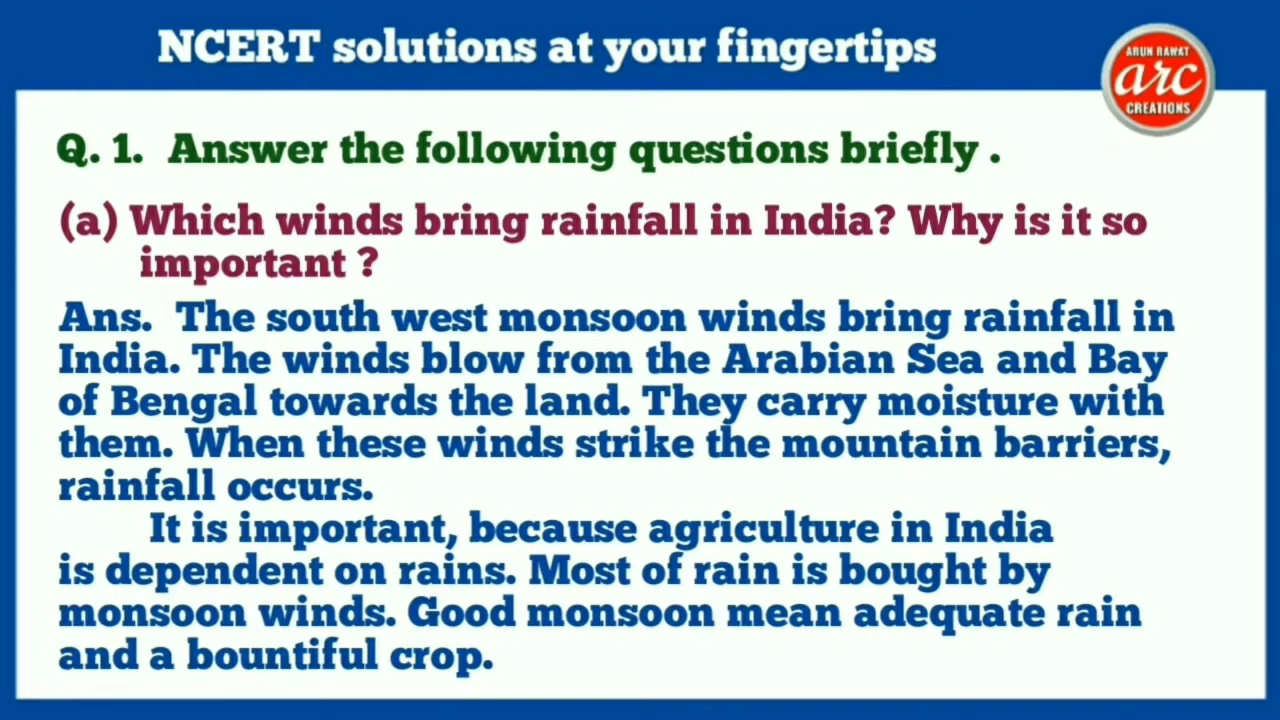 NCERT solutions at your fingertips
ARUN RAWAT
arc
CREATIONS
Q. 1. Answer the following questions briefly .
(a) Which winds bring rainfall in India? Why is it so
important ?
Ans. The south west monsoon winds bring rainfall in
India. The winds blow from the Arabian Sea and Bay
of Bengal towards the land. They carry moisture with
them. When these winds strike the mountain barriers,
rainfall occurs.
It is important, because agriculture in India
is dependent on rains. Most of rain is bought by
monsoon winds. Good monsoon mean adequate rain
and a bountiful crop.